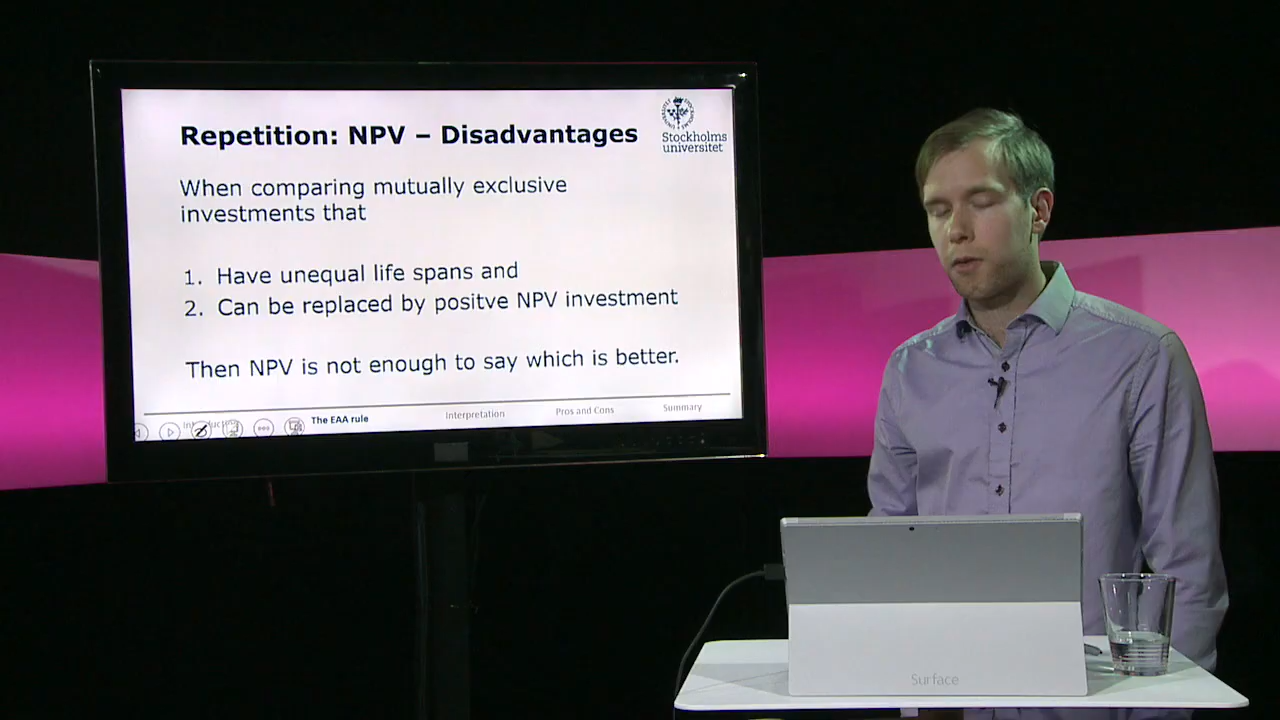 Repetition: NPV – Disadvantages
Stockholms
universitet
When comparing mutually exclusive
investments that
1. Have unequal life spans and
2. Can be replaced by positve NPV investment
Then NPV is not enough to say which is better.
The EAA rule
Interpretation
Pros and Cons
Summary
Surface